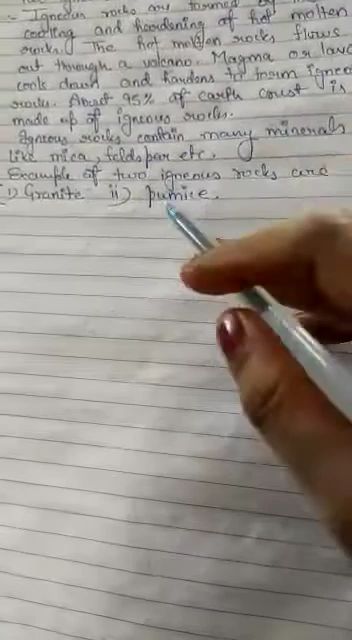 :- Igneous rocks are formed by the
cooling and hardening of hot molten
rocks. The hot molten rocks flows
out through a volcano. Magma or lava
cools down and hardens to form igneo
rocks. About 95% of earth crust is
made up of igneous rocks.
Igneous rocks contain many minerals
like mica, feldspar etc.
Example of two igneous rocks are
i) Granite ii) pumice.